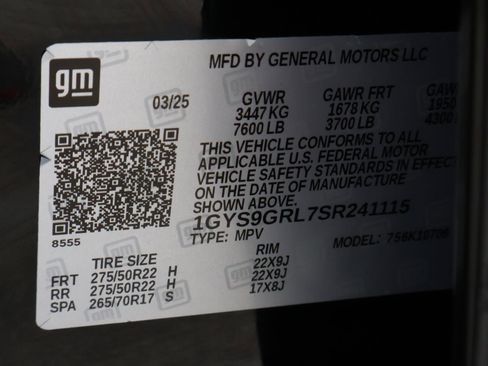 gm
MFD BY GENERAL MOTORS LLC
03/25 GVWR GAWR FRT GAW
3447 KG 1678 KG 1950
7600 LB 3700 LB 4300
THIS VEHICLE CONFORMS TO ALL
APPLICABLE U.S. FEDERAL MOTOR
VEHICLE SAFETY STANDARDS IN EFFECT
ON THE DATE OF MANUFACTURE
SHOWN ABOVE.
1GYS9GRL7SR241115
8555
TYPE: MPV MODEL: 756K10706
TIRE SIZE RIM
FRT 275/50R22 H 22X9J
RR 275/50R22 H 22X9J
SPA 265/70R17 S 17X8J